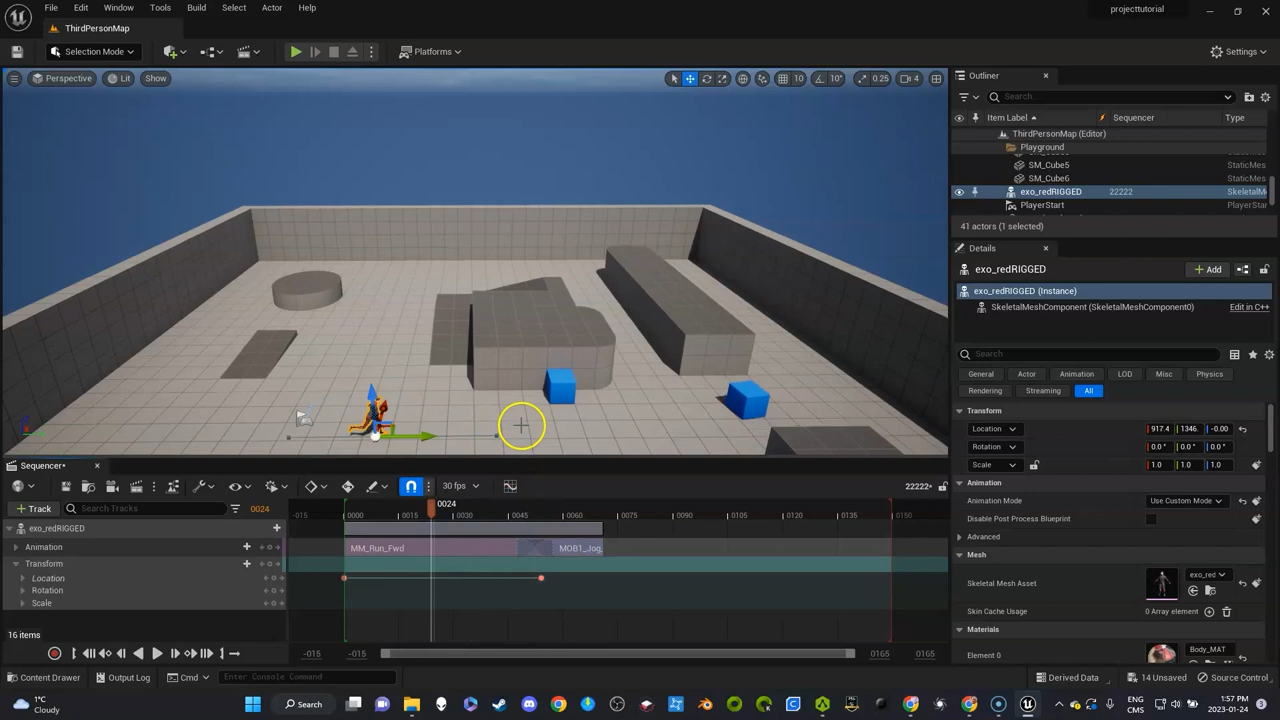 File Edit Window Tools Build Select Actor Help
projecttutorial
ThirdPersonMap
Selection Mode Platforms Settings
Perspective Lit Show 10 10° 0.25 4
Outliner
Search...
Item Label Sequencer Type
ThirdPersonMap (Editor)
Playground
SM_Cube5 StaticMes
SM_Cube6 StaticMes
exo_redRIGGED 22222 SkeletalMe
PlayerStart PlayerStar
41 actors (1 selected)
Details
exo_redRIGGED Add
exo_redRIGGED (Instance)
SkeletalMeshComponent (SkeletalMeshComponent0) Edit in C++
Search
General Actor Animation LOD Misc Physics
Rendering Streaming All
Transform
Location 917.4 1346. -0.00
Rotation 0.0° 0.0° 0.0°
Scale 1.0 1.0 1.0
Animation
Animation Mode Use Custom Mode
Disable Post Process Blueprint
Advanced
Mesh
Skeletal Mesh Asset exo_red
Skin Cache Usage 0 Array element
Materials
Element 0 Body_MAT
Sequencer*
30 fps 22222*
+ Track Search Tracks 0024
0024
-015 0000 0015 0030 0045 0060 0075 0090 0105 0120 0135 0150
exo_redRIGGED
Animation MM_Run_Fwd MOB1_Jog_
Transform
Location
Rotation
Scale
16 items
-015 -015 0165 0165
Content Drawer Output Log Cmd Enter Console Command Derived Data 14 Unsaved Source Control
1°C
Cloudy
Search
ENG
CMS
1:57 PM
2023-01-24